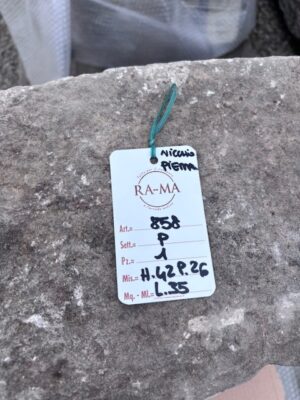 NICCHIO
PIETRA
RA-MA
Art.= 858
Sett.= P
Pz.= 1
Mis.= H.42 P.26
Mq. - Ml.= L.35